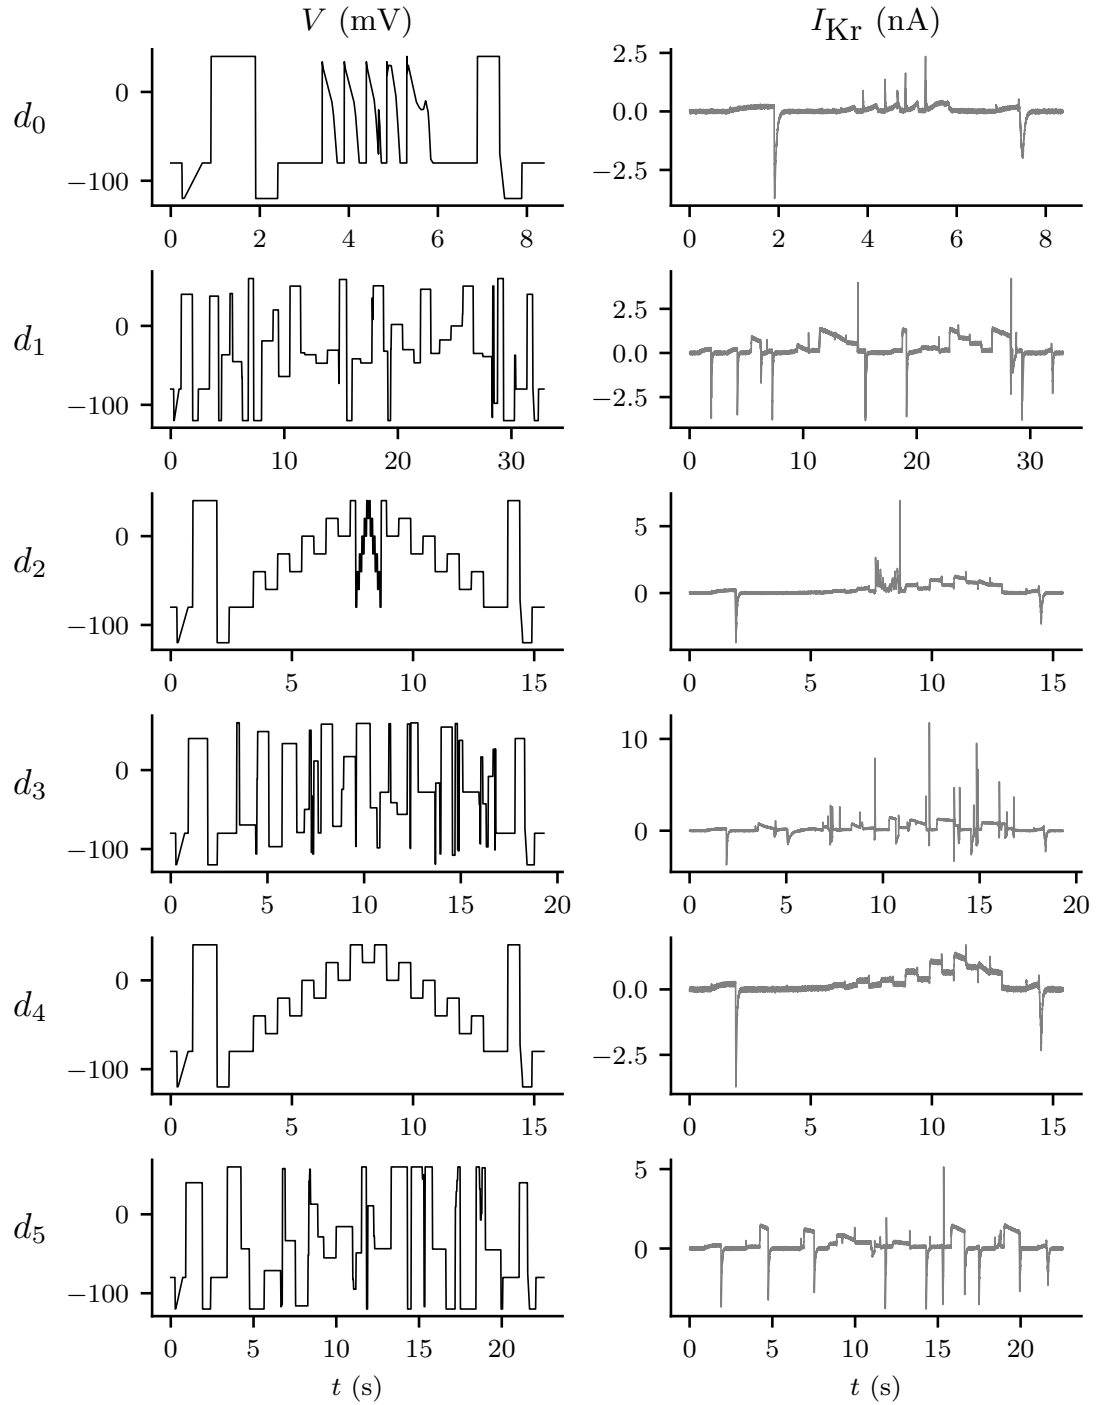 V (mV) I_Kr (nA)
d_0 0 −100 2.5 0.0 −2.5
0 2 4 6 8 0 2 4 6 8
d_1 0 −100 2.5 0.0 −2.5
0 10 20 30 0 10 20 30
d_2 0 −100 5 0
0 5 10 15 0 5 10 15
d_3 0 −100 10 0
0 5 10 15 20 0 5 10 15 20
d_4 0 −100 0.0 −2.5
0 5 10 15 0 5 10 15
d_5 0 −100 5 0
0 5 10 15 20 0 5 10 15 20
t (s) t (s)